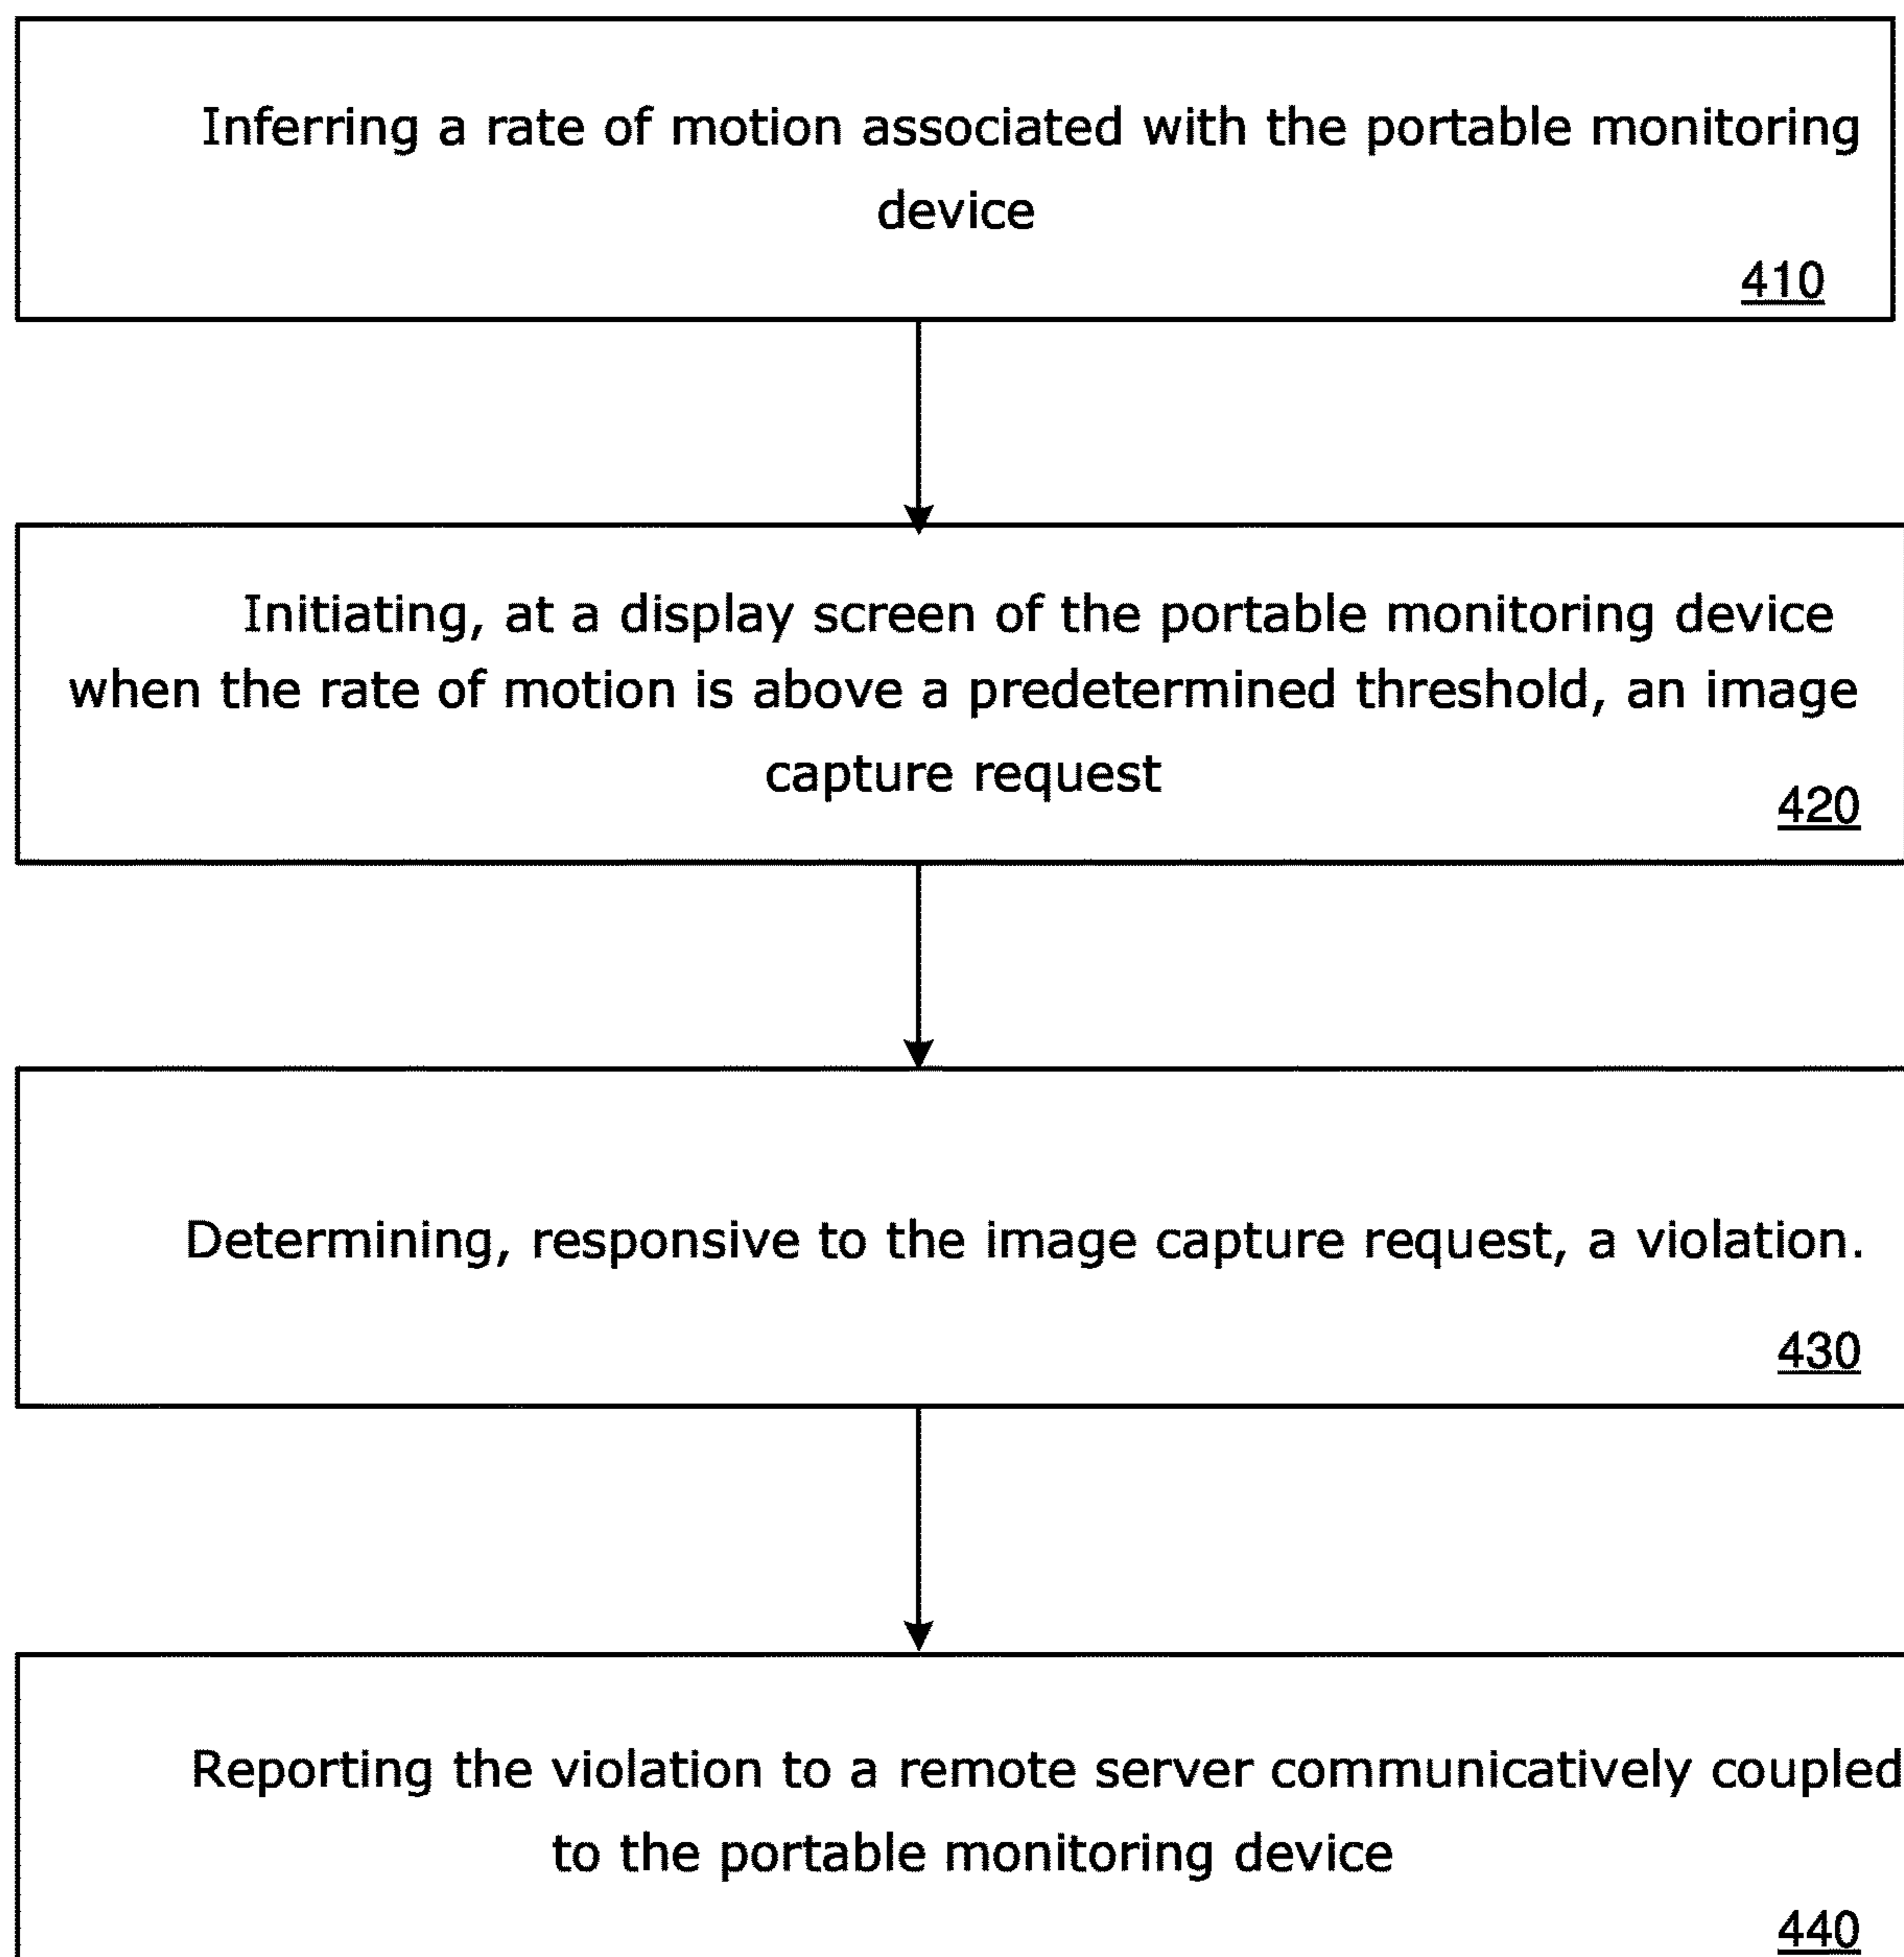 Inferring a rate of motion associated with the portable monitoring
device
410
Initiating, at a display screen of the portable monitoring device
when the rate of motion is above a predetermined threshold, an image
capture request
420
Determining, responsive to the image capture request, a violation.
430
Reporting the violation to a remote server communicatively coupled
to the portable monitoring device
440